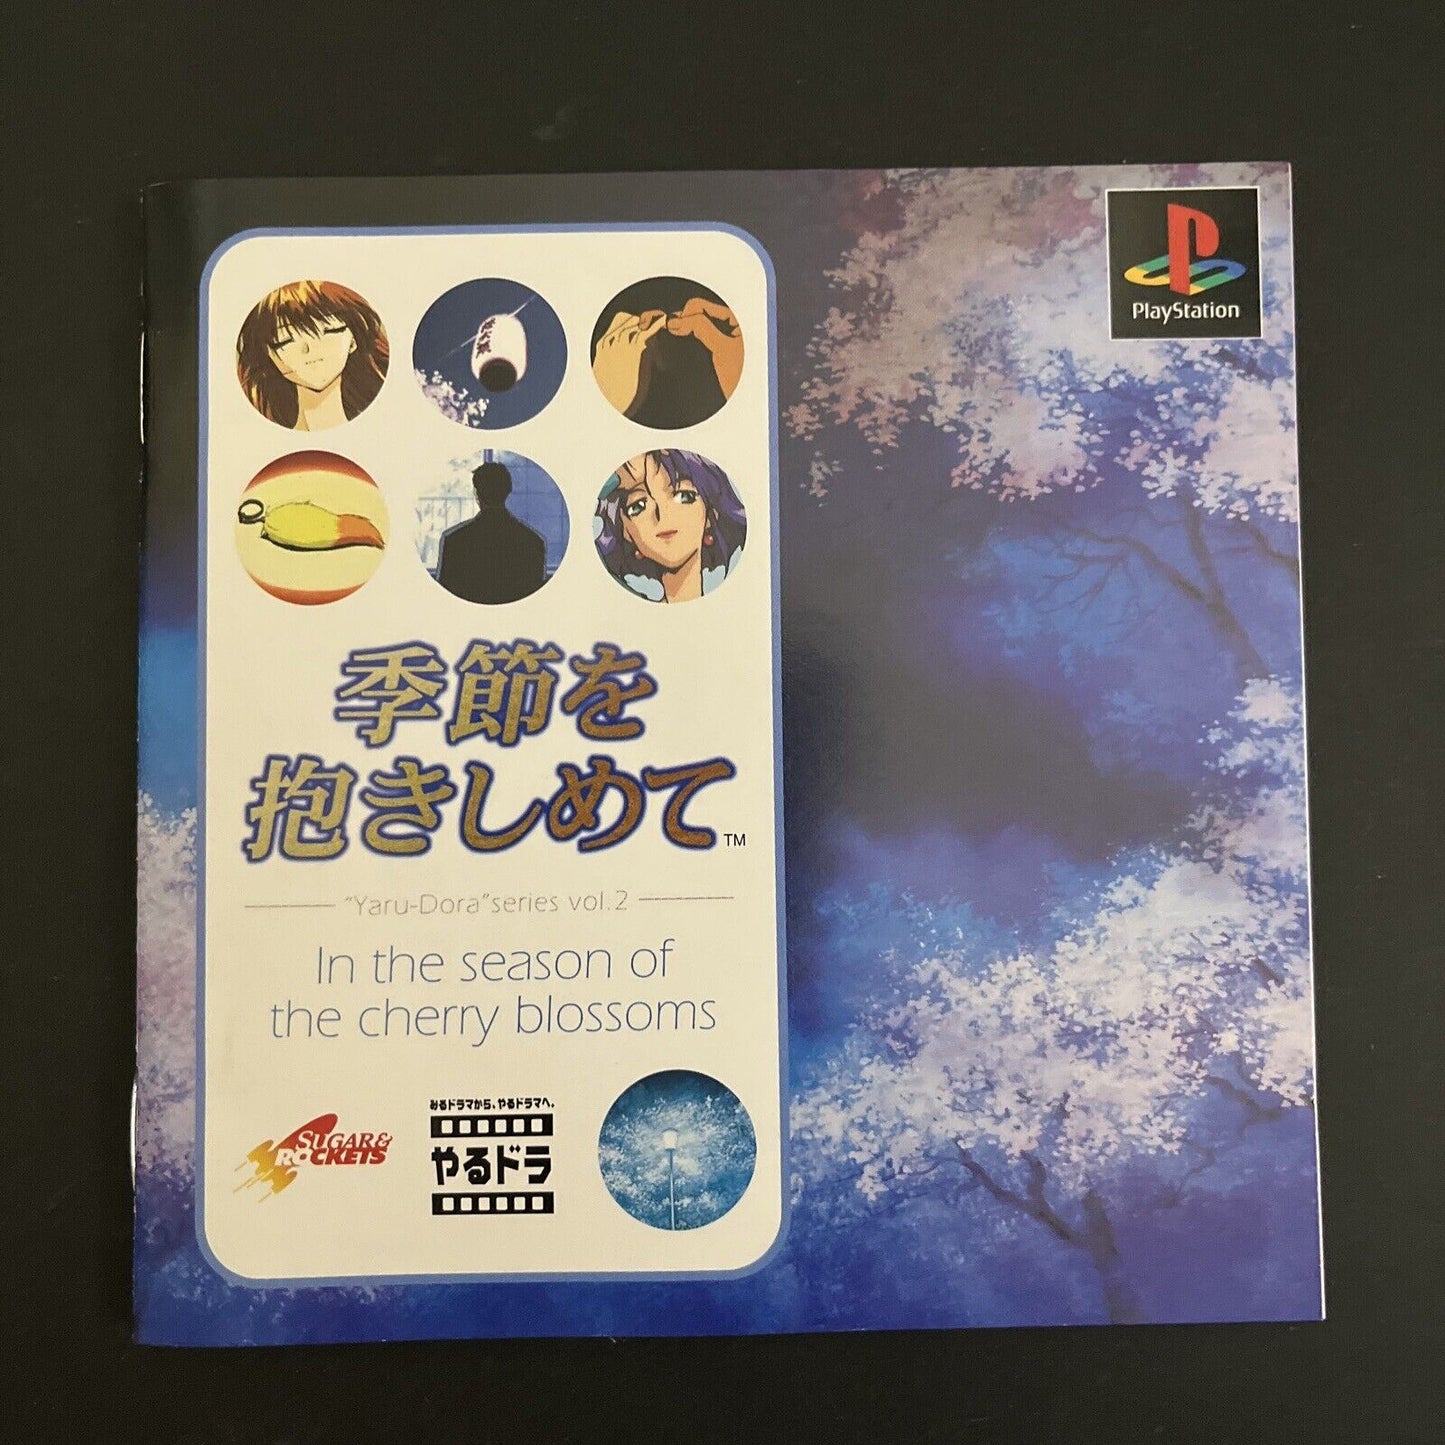 PlayStation
季節を
抱きしめて™
"Yaru-Dora"series vol.2
In the season of
the cherry blossoms
SUGAR&
ROCKETS
みるドラマから、やるドラマへ。
やるドラ